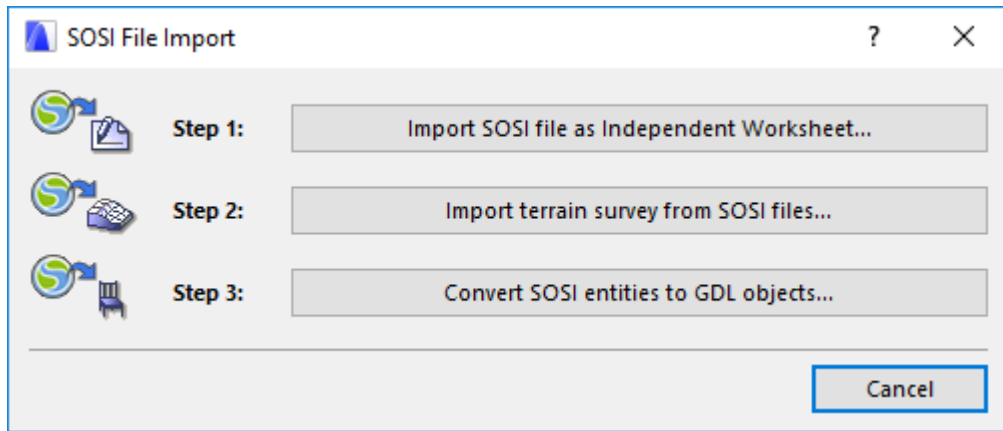 SOSI File Import
Step 1: Import SOSI file as Independent Worksheet...
Step 2: Import terrain survey from SOSI files...
Step 3: Convert SOSI entities to GDL objects...
Cancel